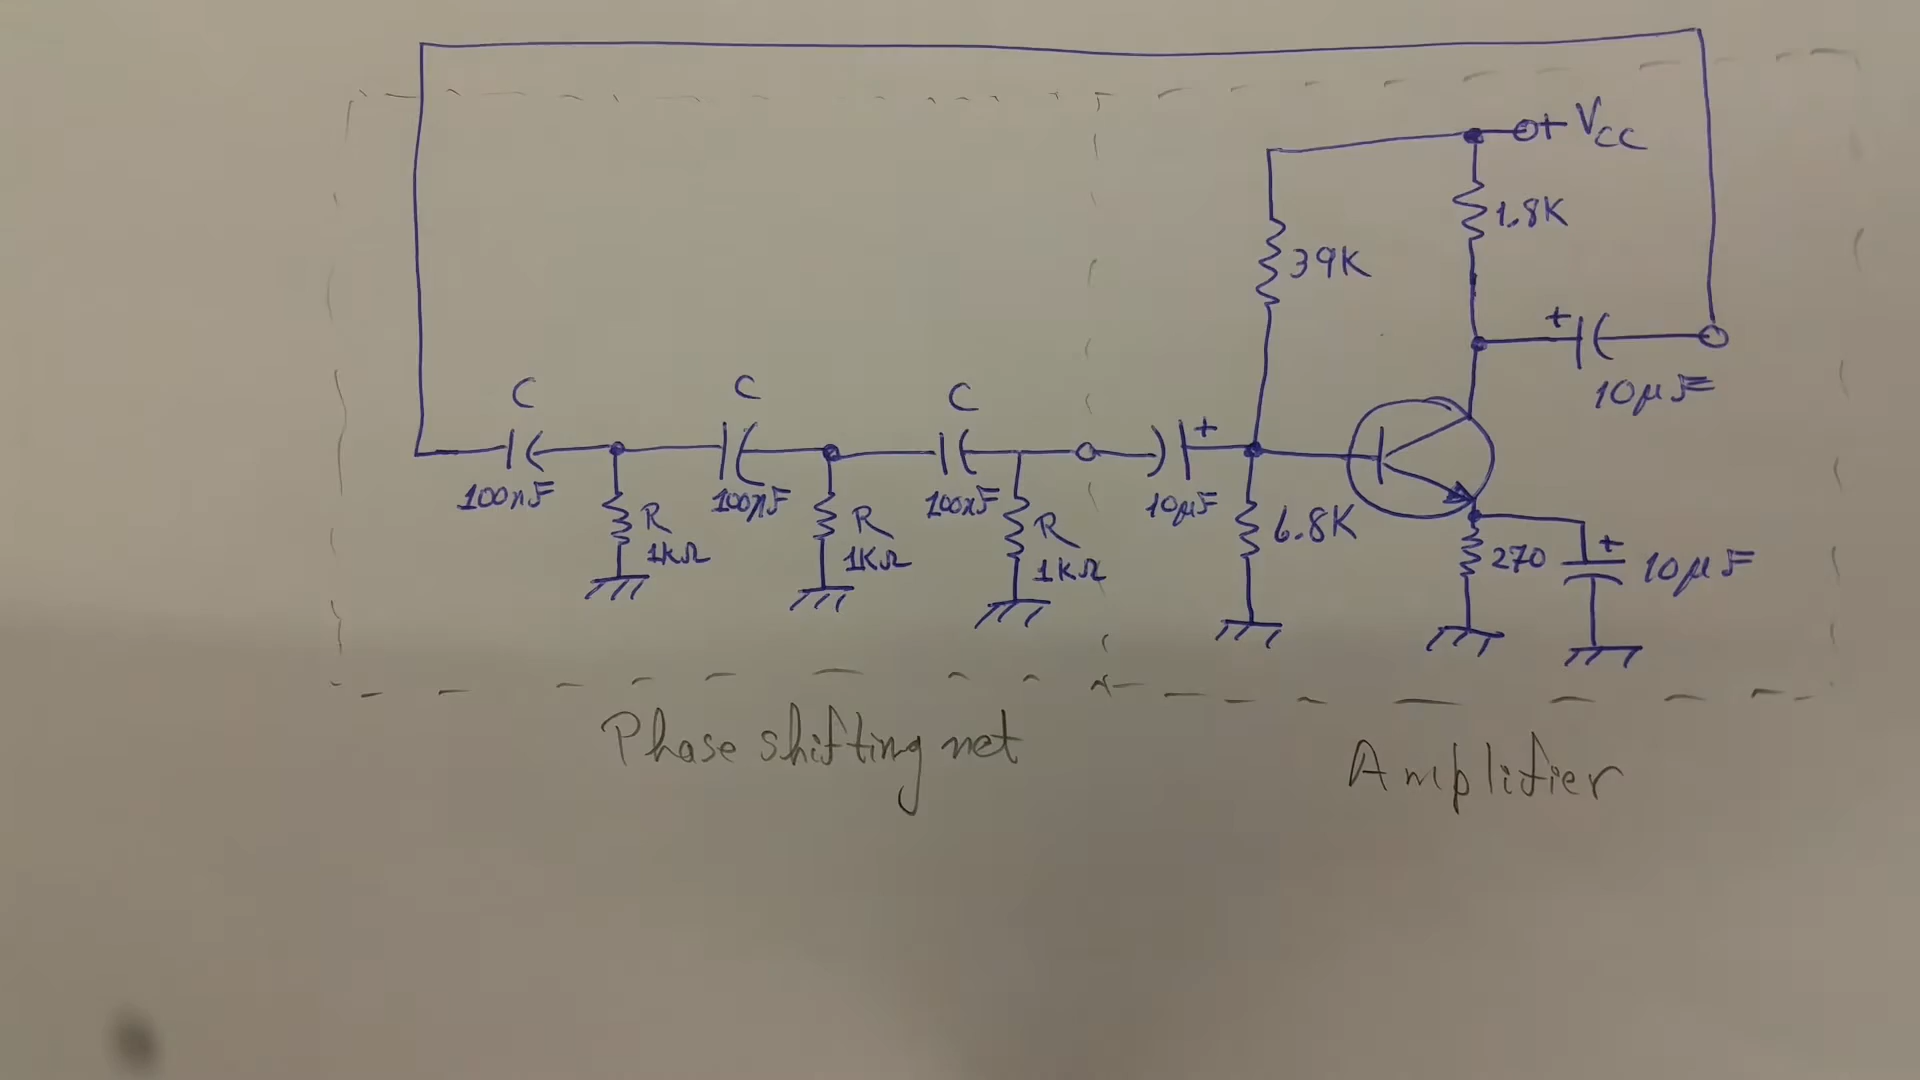 + VCC
1.8K
39K
+
10µF
C
C
C
+
100nF
100nF
100nF
10µF
R
1KΩ
R
1KΩ
R
1KΩ
6.8K
270
+
10µF
Phase shifting net
Amplifier